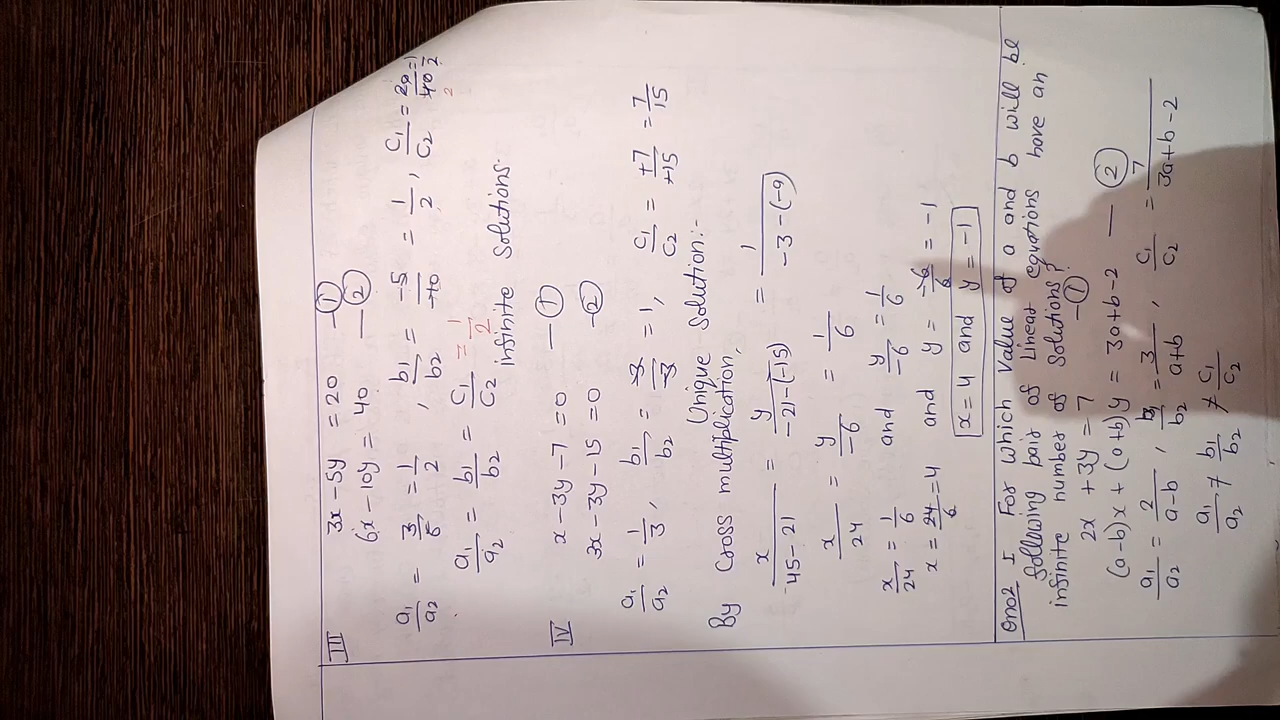 III 3x - 5y = 20 — ①
6x - 10y = 40 — ②
a₁/a₂ = 3/6 = 1/2 , b₁/b₂ = -5/-10 = 1/2 , c₁/c₂ = 20/40 = 1/2
2
a₁/a₂ = b₁/b₂ = c₁/c₂ = 1/2
infinite solutions.
IV x - 3y - 7 = 0 — ①
3x - 3y - 15 = 0 — ②
a₁/a₂ = 1/3 , b₁/b₂ = -3/-3 = 1 , c₁/c₂ = +7/+15 = 7/15
Unique Solution:-
By Cross multiplication,
x/45-21 = y/-21-(-15) = 1/-3-(-9)
x/24 = y/-6 = 1/6
x/24 = 1/6 and y/-6 = 1/6
x = 24/6 = 4 and y = -6/6 = -1
x = 4 and y = -1
Qno2 For which value of a and b will be
following pair of Linear equations have an
infinite number of Solutions?
2x + 3y = 7 — ①
(a-b)x + (a+b)y = 3a+b-2 — ②
a₁/a₂ = 2/a-b , b₁/b₂ = 3/a+b , c₁/c₂ = 7/3a+b-2
a₁/a₂ ≠ b₁/b₂ ≠ c₁/c₂